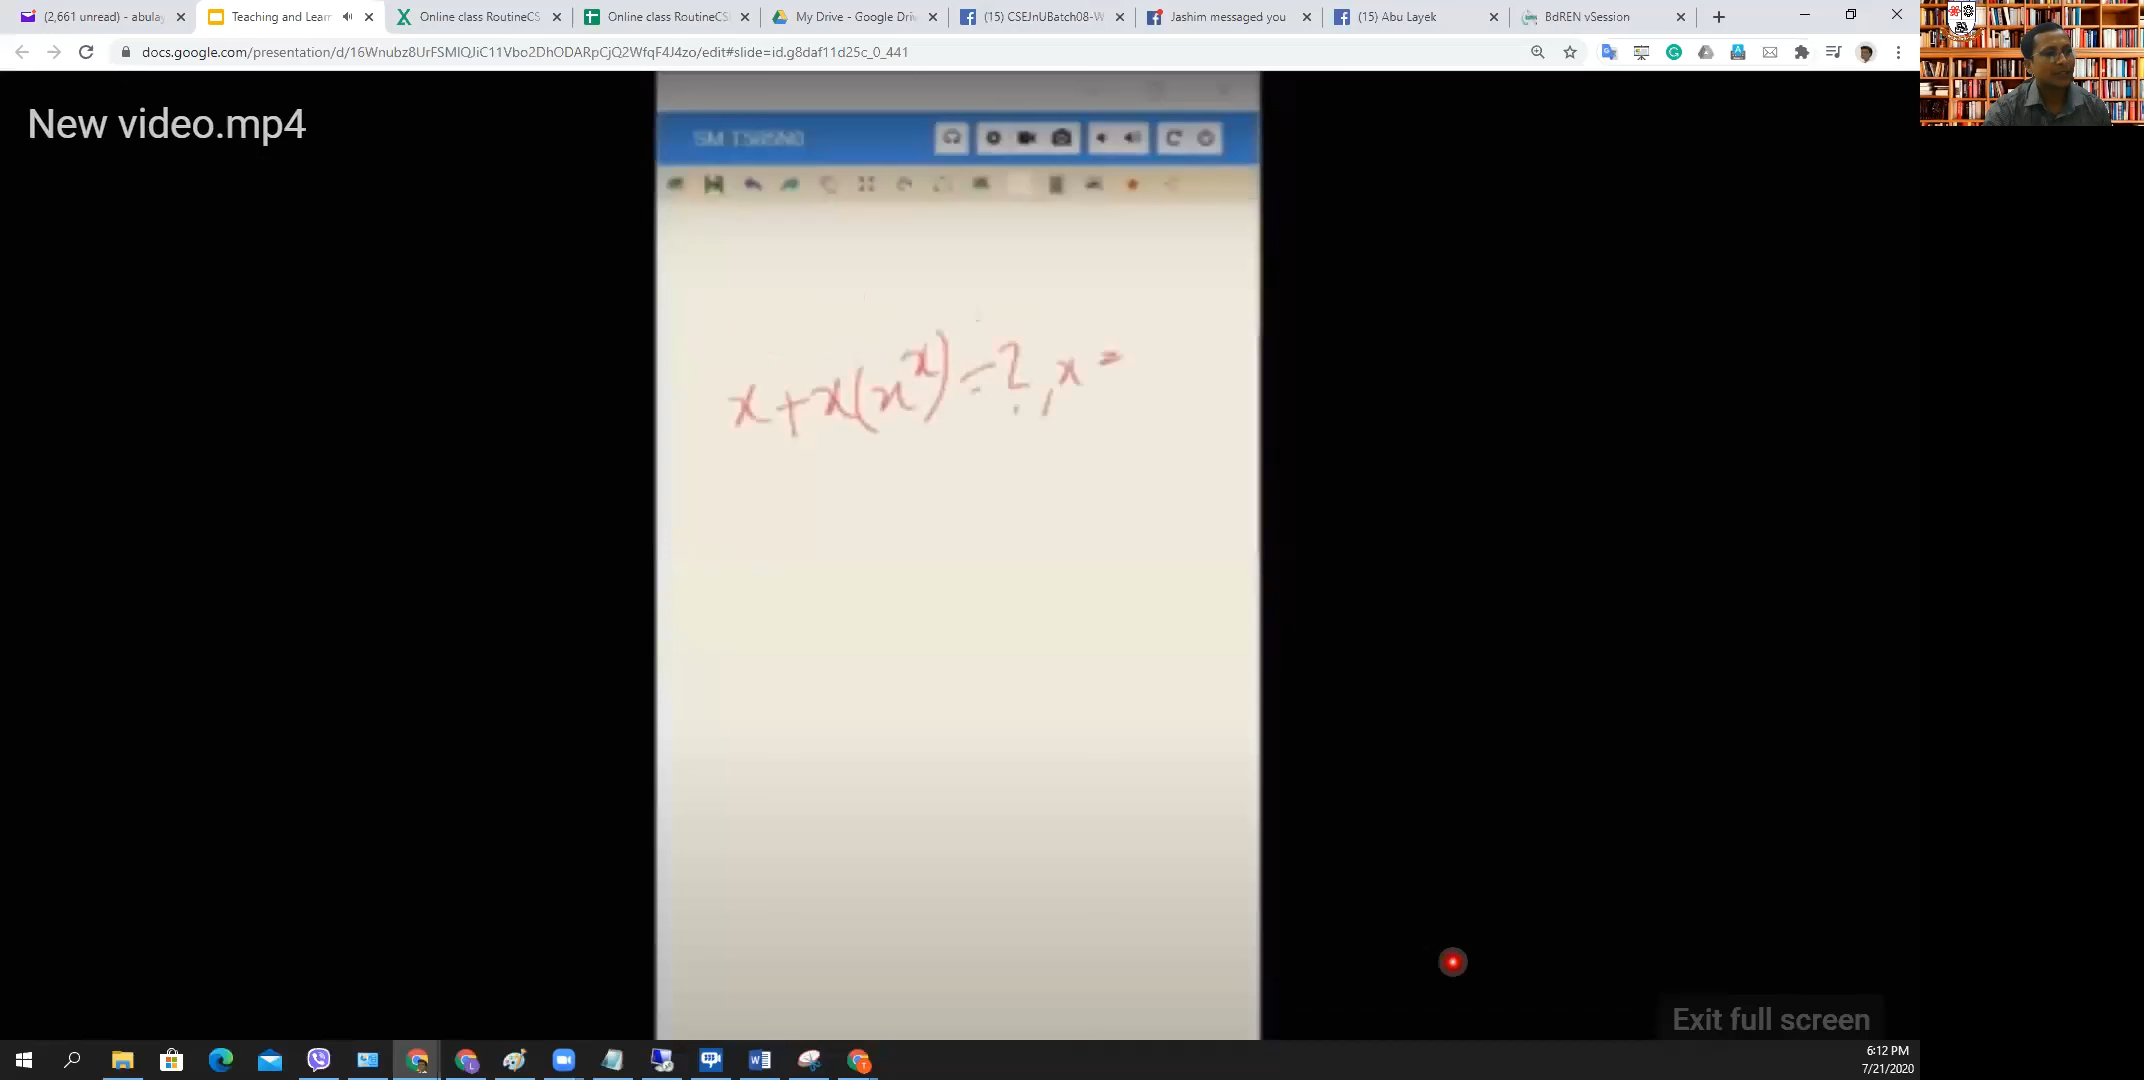 (2,661 unread) - abulay
Teaching and Lear
Online class RoutineCS
Online class RoutineCS
My Drive - Google Driv
(15) CSEJnUBatch08-W
Jashim messaged you
(15) Abu Layek
BdREN vSession
docs.google.com/presentation/d/16Wnubz8UrFSMIQJiC11Vbo2DhODARpCjQ2WfqF4J4zo/edit#slide=id.g8daf11d25c_0_441
New video.mp4
x+x(x^x)=?, x=
Exit full screen
6:12 PM
7/21/2020